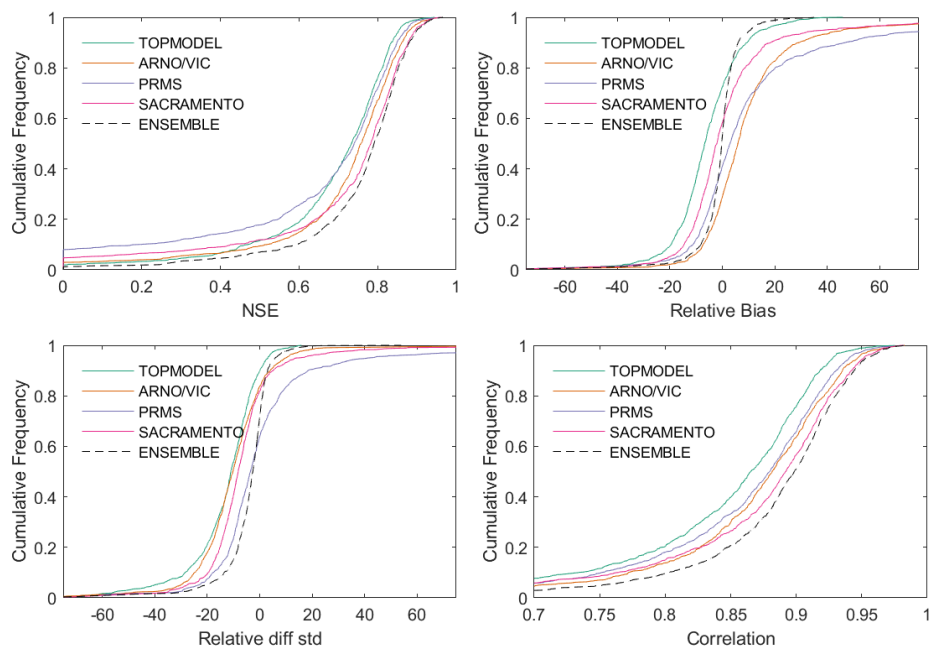 1
0.8
0.6
0.4
0.2
0
Cumulative Frequency
TOPMODEL
ARNO/VIC
PRMS
SACRAMENTO
ENSEMBLE
0 0.2 0.4 0.6 0.8 1
NSE
1
0.8
0.6
0.4
0.2
0
Cumulative Frequency
TOPMODEL
ARNO/VIC
PRMS
SACRAMENTO
ENSEMBLE
-60 -40 -20 0 20 40 60
Relative Bias
1
0.8
0.6
0.4
0.2
0
Cumulative Frequency
TOPMODEL
ARNO/VIC
PRMS
SACRAMENTO
ENSEMBLE
-60 -40 -20 0 20 40 60
Relative diff std
1
0.8
0.6
0.4
0.2
0
Cumulative Frequency
TOPMODEL
ARNO/VIC
PRMS
SACRAMENTO
ENSEMBLE
0.7 0.75 0.8 0.85 0.9 0.95 1
Correlation